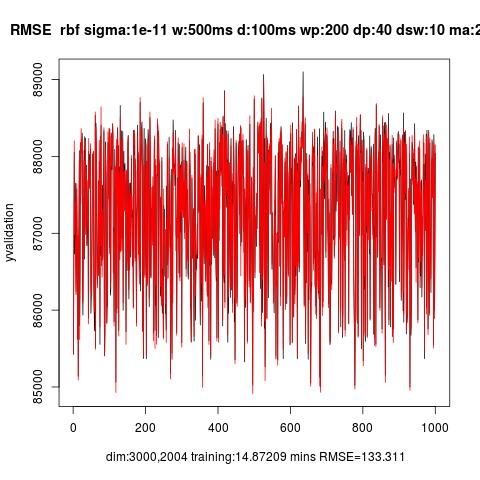 RMSE rbf sigma:1e-11 w:500ms d:100ms wp:200 dp:40 dsw:10 ma:2
89000
88000
87000
86000
85000
yvalidation
0 200 400 600 800 1000
dim:3000,2004 training:14.87209 mins RMSE=133.311